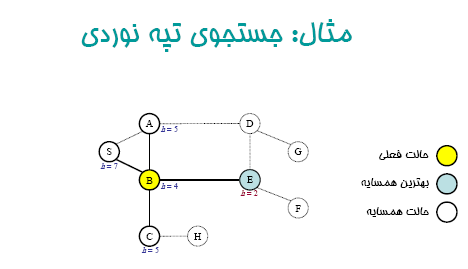 مثال: جستجوی تپه نوردی
A
h = 5
D
S
h = 7
G
حالت فعلی
B
h = 4
E
h = 2
بهترین همسایه
F
حالت همسایه
C
h = 5
H